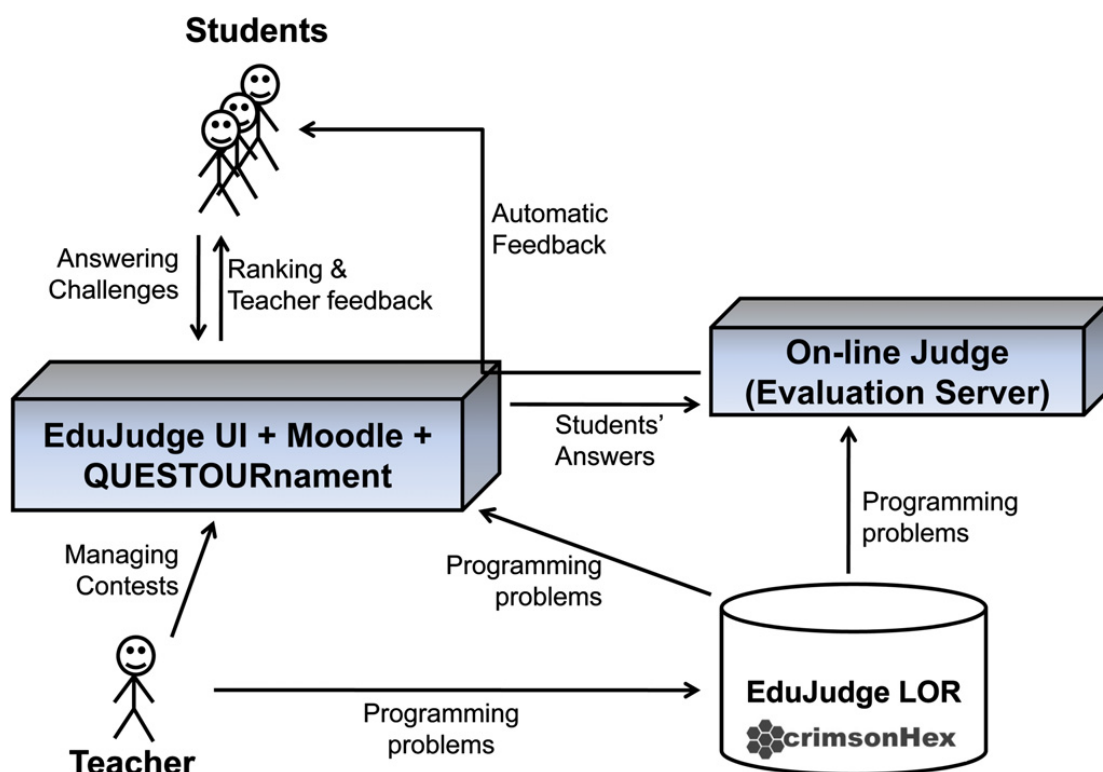 Students
Automatic
Feedback
Answering
Challenges
Ranking &
Teacher feedback
On-line Judge
(Evaluation Server)
EduJudge UI + Moodle +
QUESTOURnament
Students’
Answers
Programming
problems
Managing
Contests
Programming
problems
EduJudge LOR
crimsonHex
Programming
problems
Teacher